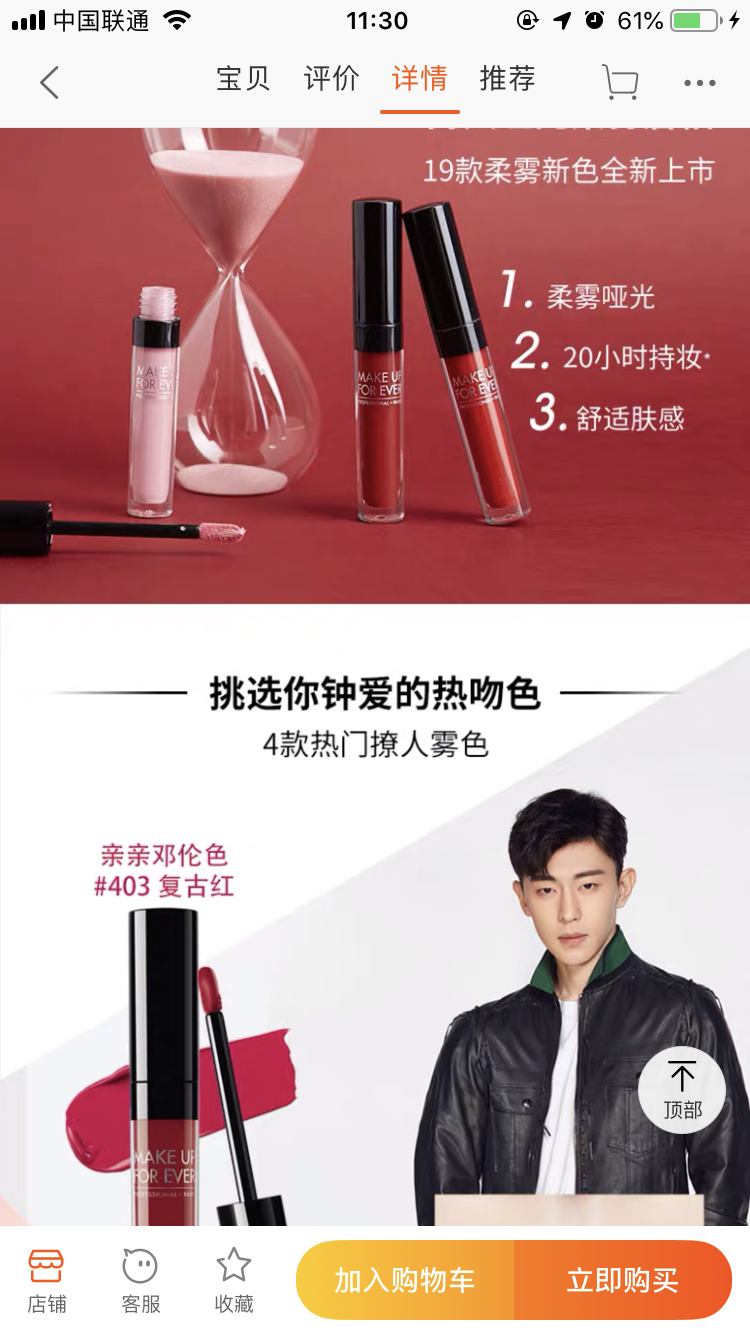 中国联通
11:30
61%
宝贝 评价 详情 推荐
19款柔雾新色全新上市
1. 柔雾哑光
2. 20小时持妆*
3. 舒适肤感
MAKE
FOR EV
MAKE UP
FOR EVER
MAKE U
FOR EVE
挑选你钟爱的热吻色
4款热门撩人雾色
亲亲邓伦色
#403 复古红
MAKE UP
FOR EVER
顶部
店铺
客服
收藏
加入购物车
立即购买